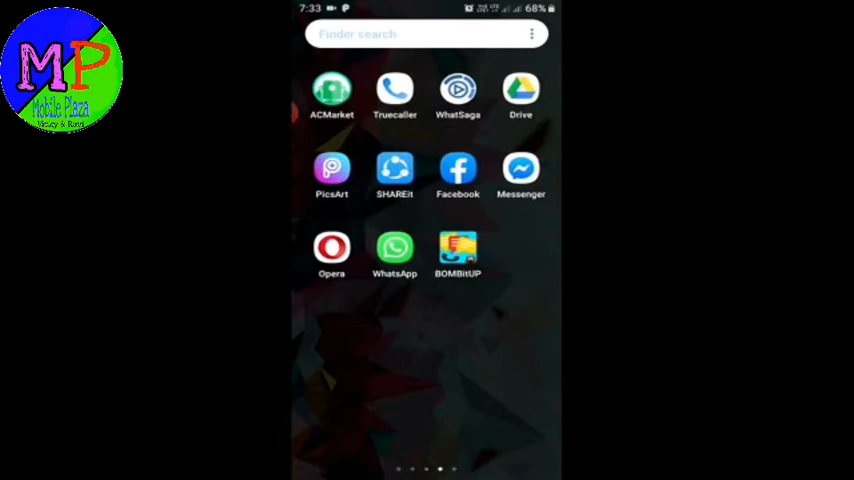 7:33
68%
Finder search
MP
Mobile Plaza
ACMarket Truecaller WhatSaga Drive
PicsArt SHAREit Facebook Messenger
Opera WhatsApp BOMBitUP